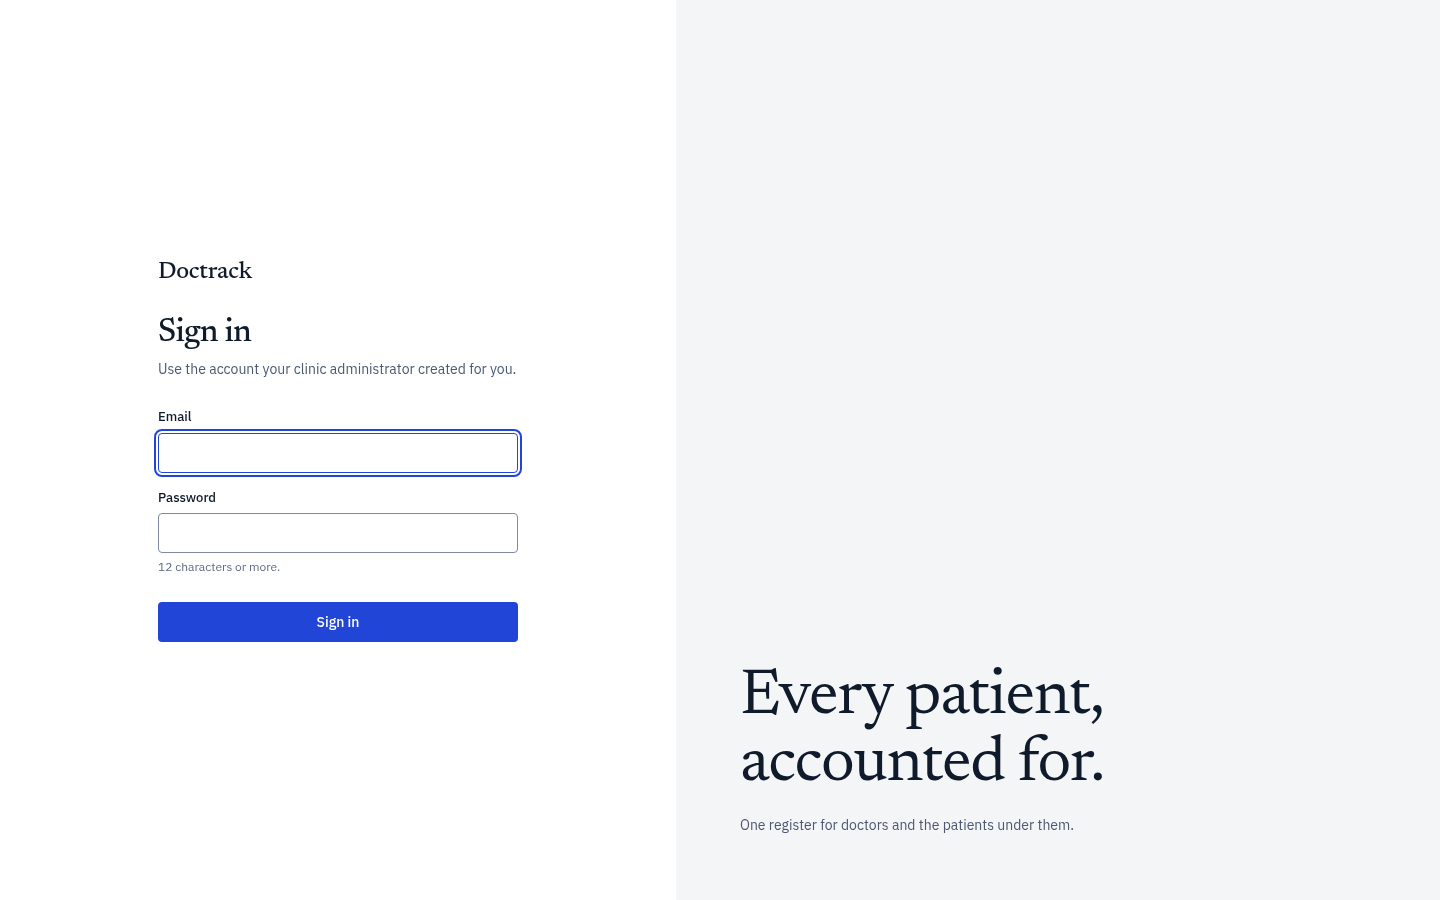 Doctrack
Sign in
Use the account your clinic administrator created for you.
Email
Password
12 characters or more.
Sign in
Every patient,
accounted for.
One register for doctors and the patients under them.